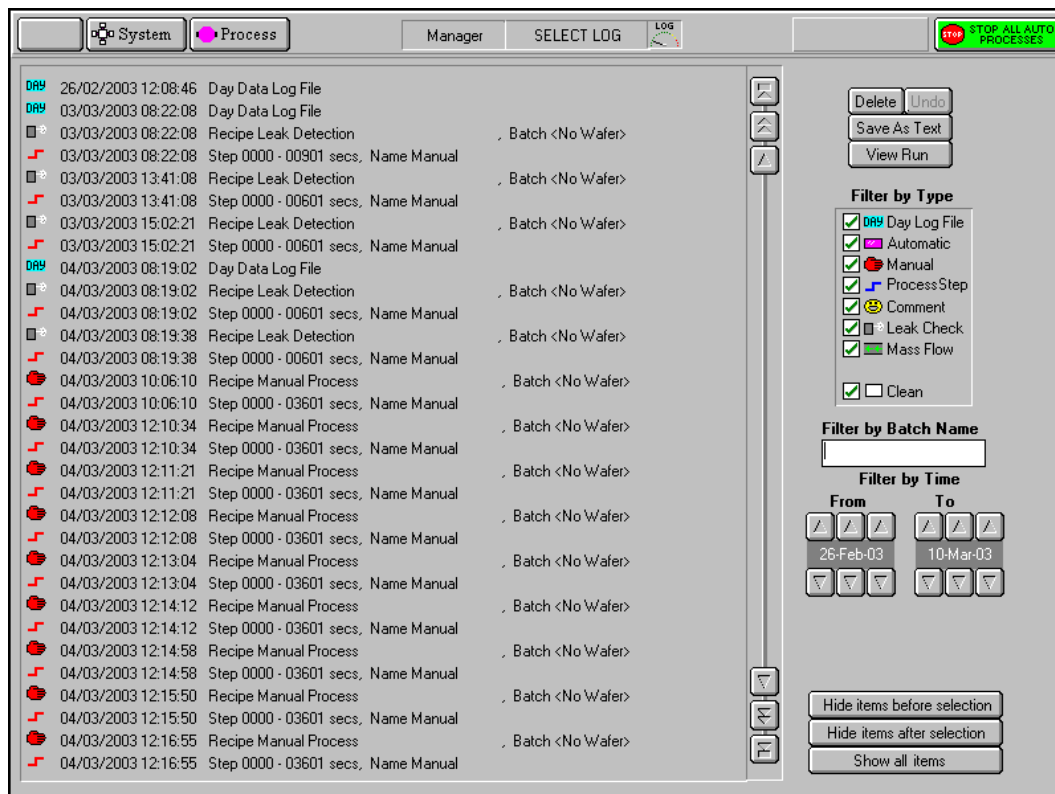 System Process Manager SELECT LOG LOG STOP STOP ALL AUTO PROCESSES
DAY 26/02/2003 12:08:46 Day Data Log File
DAY 03/03/2003 08:22:08 Day Data Log File
03/03/2003 08:22:08 Recipe Leak Detection , Batch <No Wafer>
03/03/2003 08:22:08 Step 0000 - 00901 secs, Name Manual
03/03/2003 13:41:08 Recipe Leak Detection , Batch <No Wafer>
03/03/2003 13:41:08 Step 0000 - 00601 secs, Name Manual
03/03/2003 15:02:21 Recipe Leak Detection , Batch <No Wafer>
03/03/2003 15:02:21 Step 0000 - 00601 secs, Name Manual
DAY 04/03/2003 08:19:02 Day Data Log File
04/03/2003 08:19:02 Recipe Leak Detection , Batch <No Wafer>
04/03/2003 08:19:02 Step 0000 - 00601 secs, Name Manual
04/03/2003 08:19:38 Recipe Leak Detection , Batch <No Wafer>
04/03/2003 08:19:38 Step 0000 - 00601 secs, Name Manual
04/03/2003 10:06:10 Recipe Manual Process , Batch <No Wafer>
04/03/2003 10:06:10 Step 0000 - 03601 secs, Name Manual
04/03/2003 12:10:34 Recipe Manual Process , Batch <No Wafer>
04/03/2003 12:10:34 Step 0000 - 03601 secs, Name Manual
04/03/2003 12:11:21 Recipe Manual Process , Batch <No Wafer>
04/03/2003 12:11:21 Step 0000 - 03601 secs, Name Manual
04/03/2003 12:12:08 Recipe Manual Process , Batch <No Wafer>
04/03/2003 12:12:08 Step 0000 - 03601 secs, Name Manual
04/03/2003 12:13:04 Recipe Manual Process , Batch <No Wafer>
04/03/2003 12:13:04 Step 0000 - 03601 secs, Name Manual
04/03/2003 12:14:12 Recipe Manual Process , Batch <No Wafer>
04/03/2003 12:14:12 Step 0000 - 03601 secs, Name Manual
04/03/2003 12:14:58 Recipe Manual Process , Batch <No Wafer>
04/03/2003 12:14:58 Step 0000 - 03601 secs, Name Manual
04/03/2003 12:15:50 Recipe Manual Process , Batch <No Wafer>
04/03/2003 12:15:50 Step 0000 - 03601 secs, Name Manual
04/03/2003 12:16:55 Recipe Manual Process , Batch <No Wafer>
04/03/2003 12:16:55 Step 0000 - 03601 secs, Name Manual
Delete Undo
Save As Text
View Run
Filter by Type
DAY Day Log File
Automatic
Manual
Process Step
Comment
Leak Check
Mass Flow
Clean
Filter by Batch Name
Filter by Time
From To
26-Feb-03 10-Mar-03
Hide items before selection
Hide items after selection
Show all items